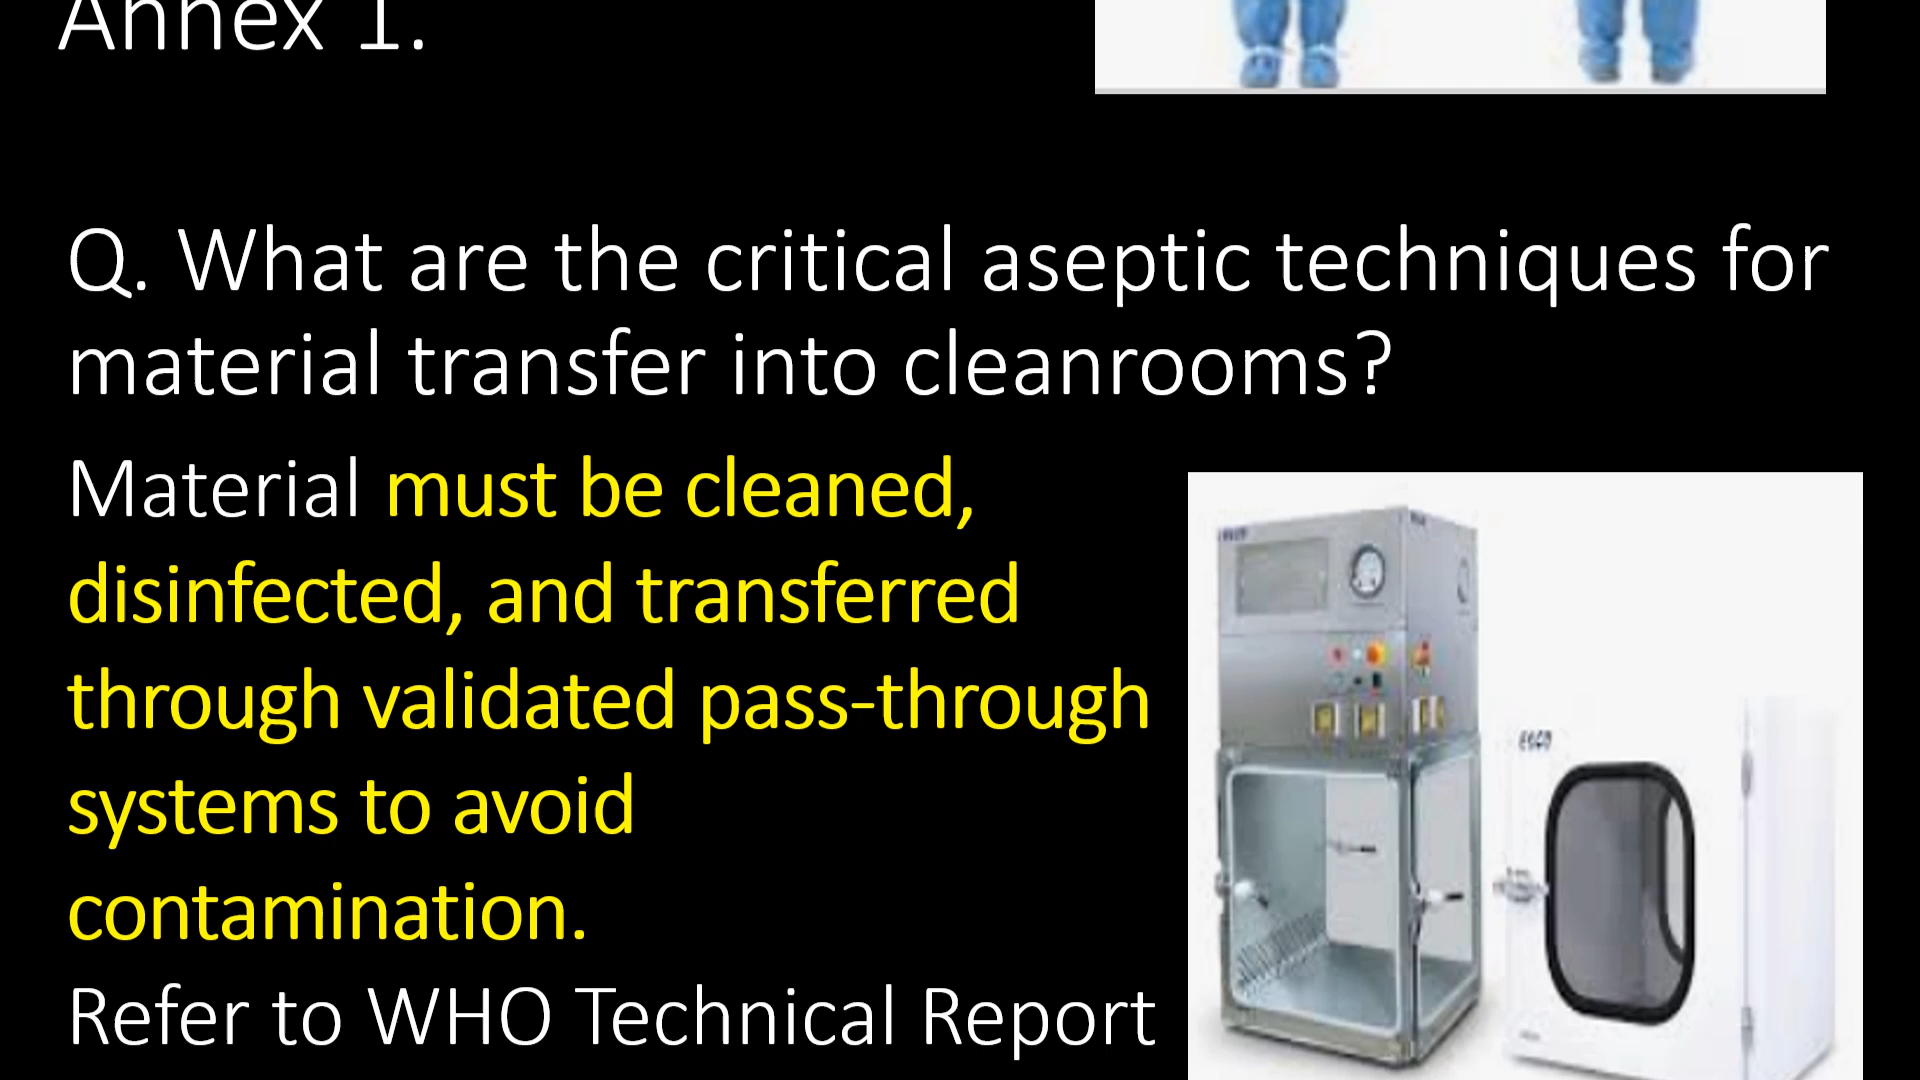 Annex 1.
Q. What are the critical aseptic techniques for
material transfer into cleanrooms?
Material must be cleaned,
disinfected, and transferred
through validated pass-through
systems to avoid
contamination.
Refer to WHO Technical Report
ESCO